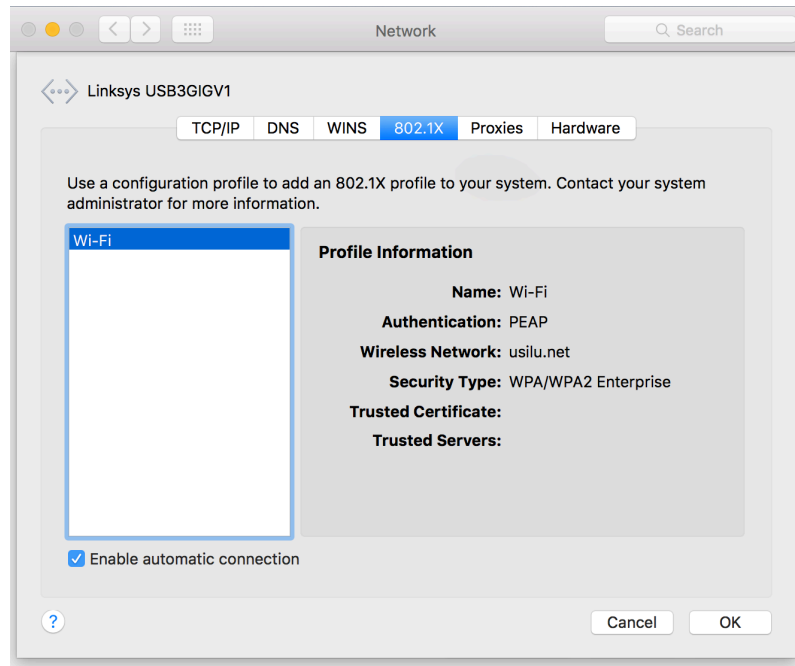 Network
Search
Linksys USB3GIGV1
TCP/IP DNS WINS 802.1X Proxies Hardware
Use a configuration profile to add an 802.1X profile to your system. Contact your system
administrator for more information.
Wi-Fi
Profile Information
Name: Wi-Fi
Authentication: PEAP
Wireless Network: usilu.net
Security Type: WPA/WPA2 Enterprise
Trusted Certificate:
Trusted Servers:
Enable automatic connection
? Cancel OK